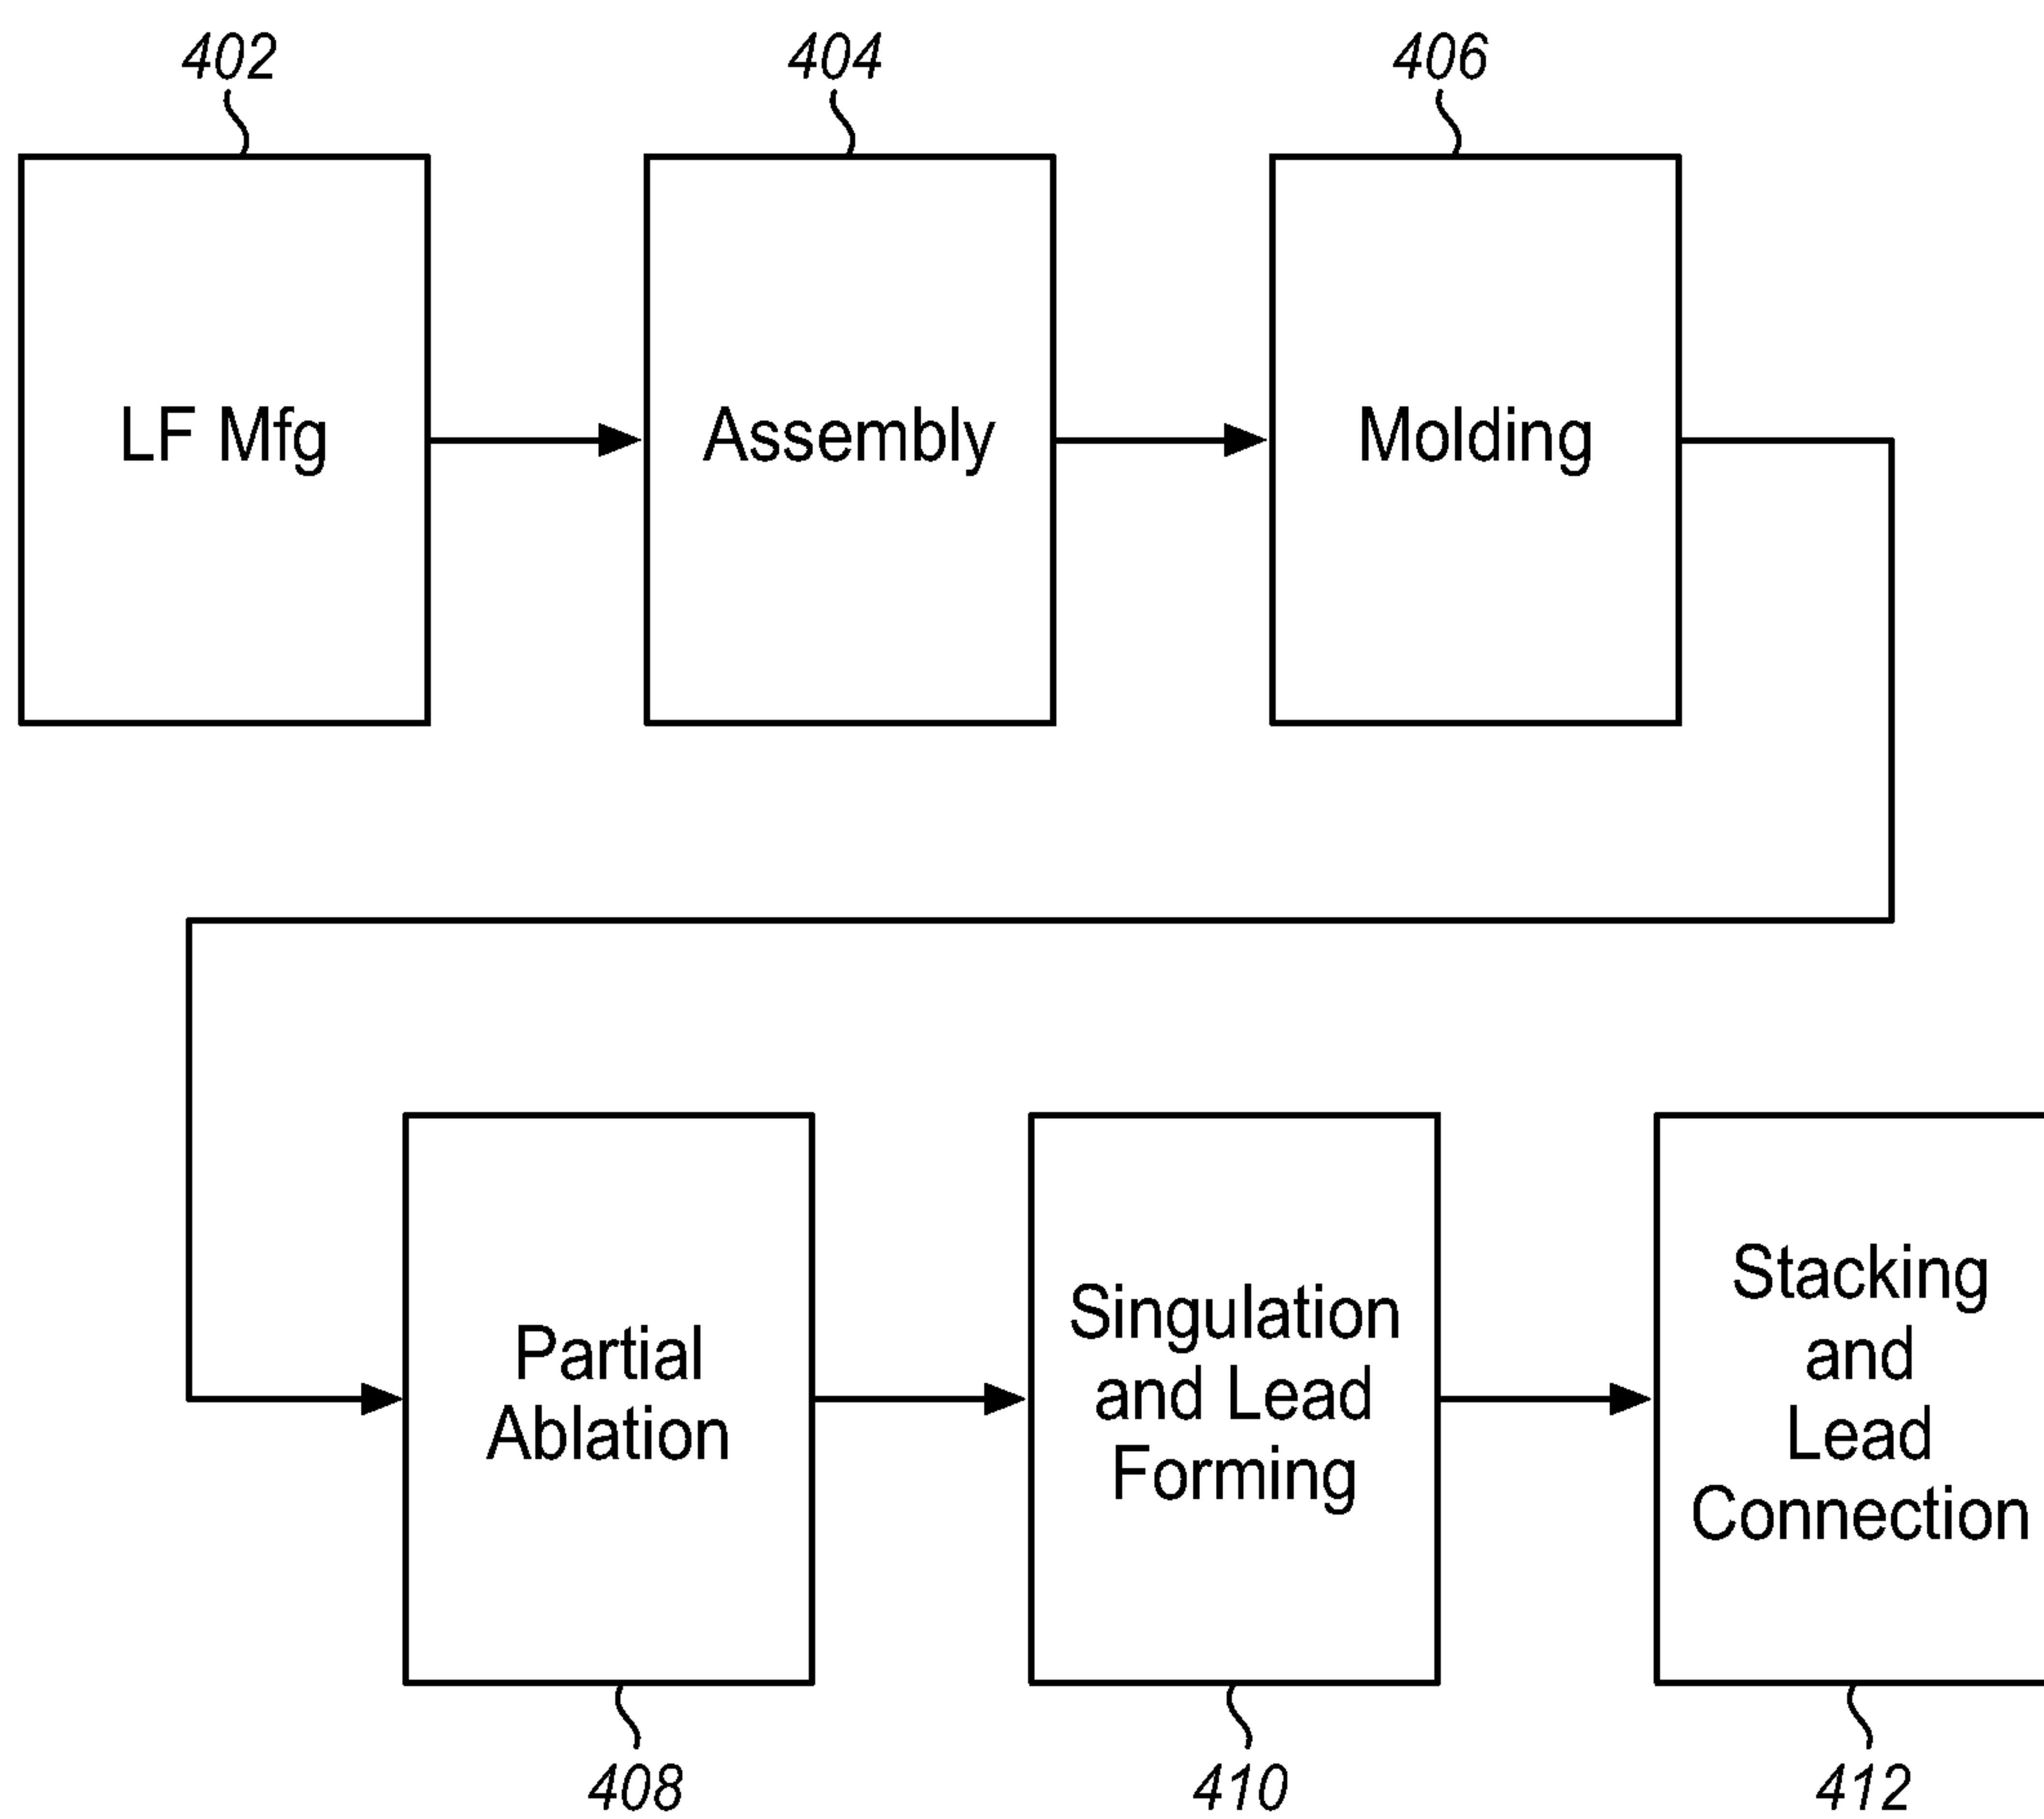 402
404
406
LF Mfg
Assembly
Molding
Partial
Ablation
Singulation
and Lead
Forming
Stacking
and
Lead
Connection
408
410
412